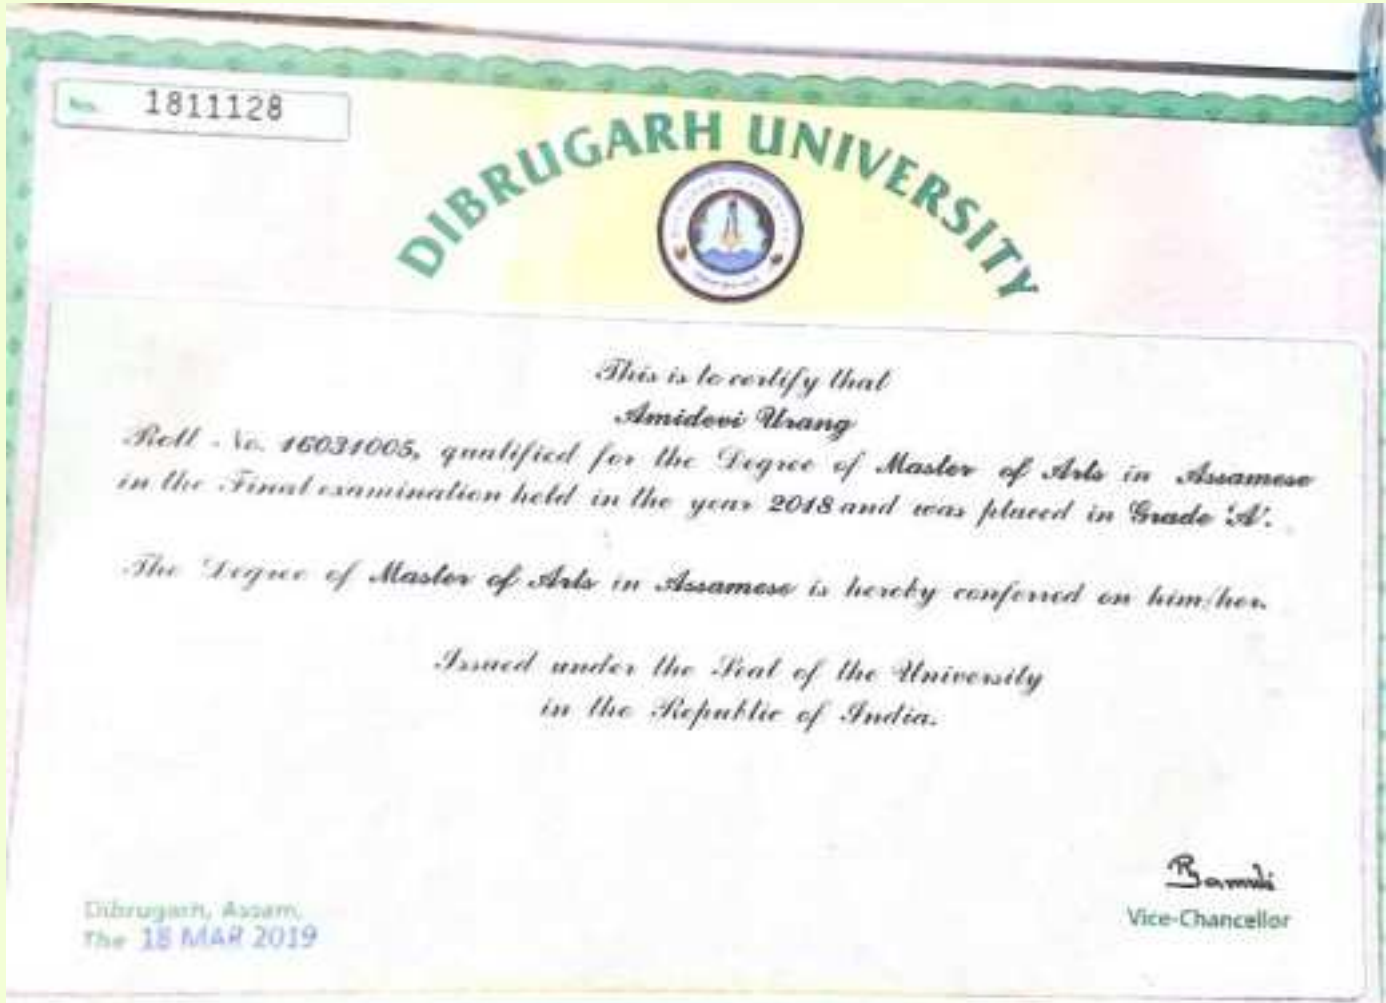 No. 1811128
DIBRUGARH UNIVERSITY
This is to certify that
Amidevi Urang
Roll No. 16031005, qualified for the Degree of Master of Arts in Assamese
in the Final examination held in the year 2018 and was placed in Grade 'A'.
The Degree of Master of Arts in Assamese is hereby conferred on him/her.
Issued under the Seal of the University
in the Republic of India.
Dibrugarh, Assam,
The 18 MAR 2019
Vice-Chancellor